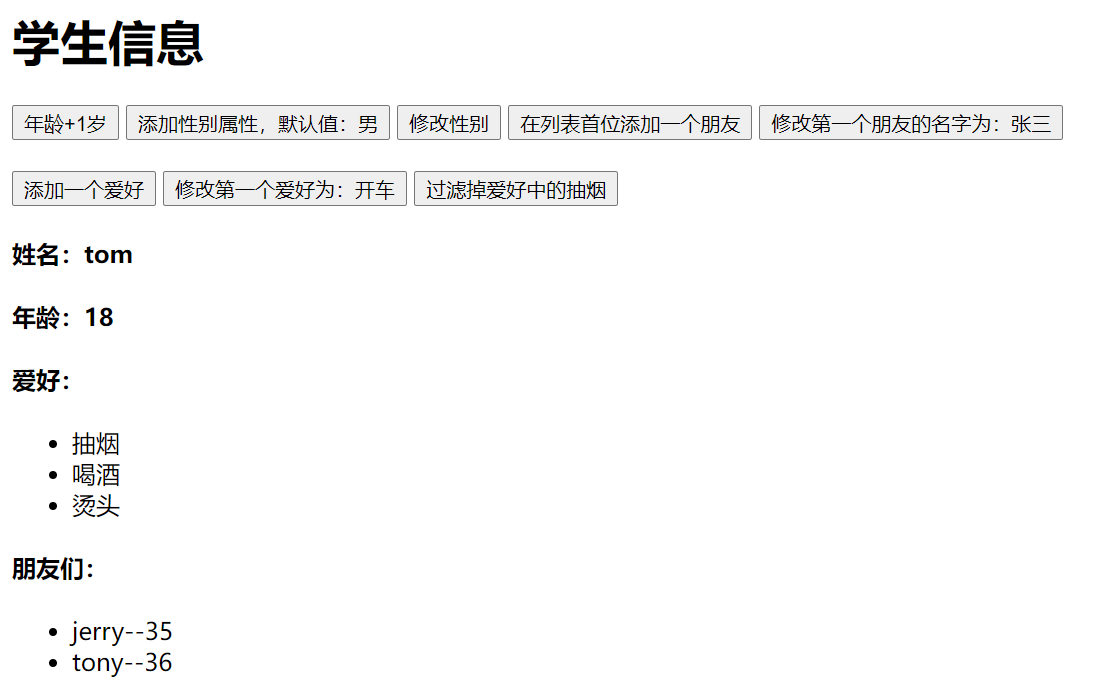 学生信息
年龄+1岁 添加性别属性，默认值：男 修改性别 在列表首位添加一个朋友 修改第一个朋友的名字为：张三
添加一个爱好 修改第一个爱好为：开车 过滤掉爱好中的抽烟
姓名：tom
年龄：18
爱好：
抽烟
喝酒
烫头
朋友们：
jerry--35
tony--36